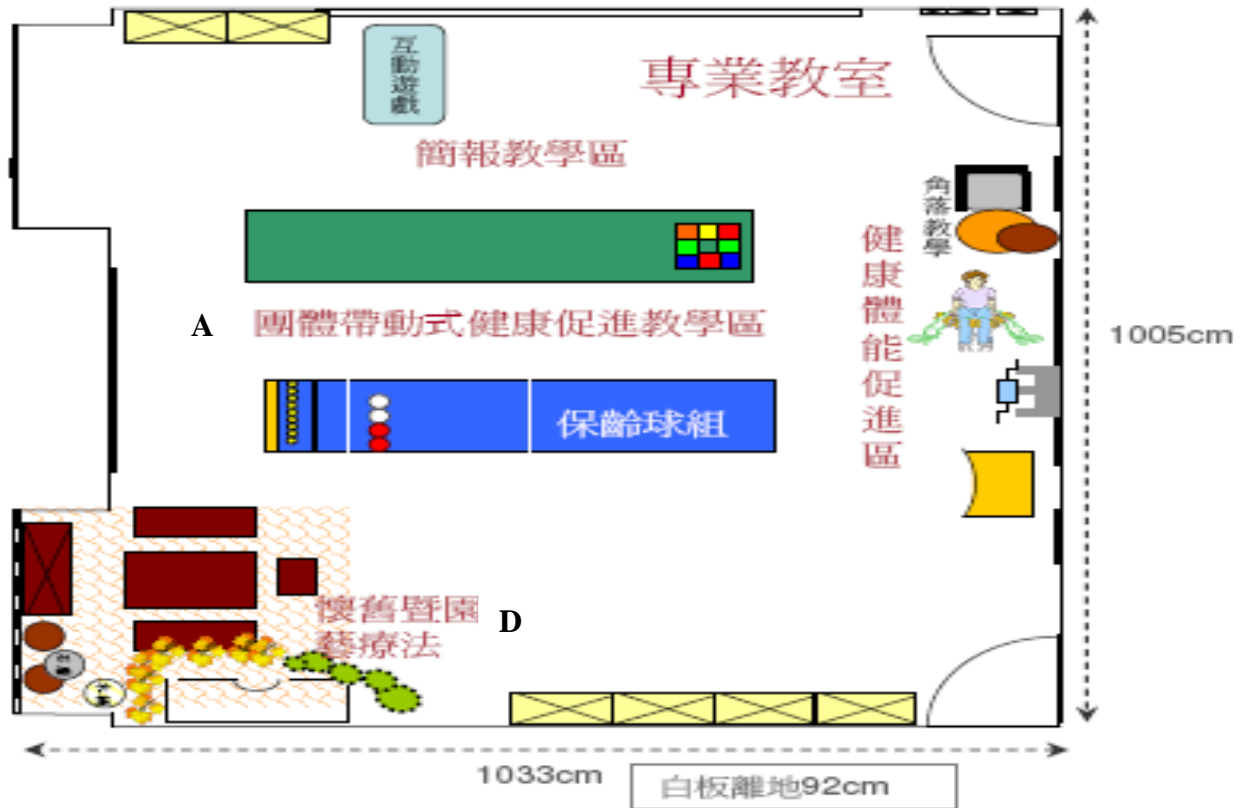 互動遊戲
專業教室
簡報教學區
角落教學
健康體能促進區
A
團體帶動式健康促進教學區
1005cm
保齡球組
懷舊暨園
藝療法
D
1033cm
白板離地92cm